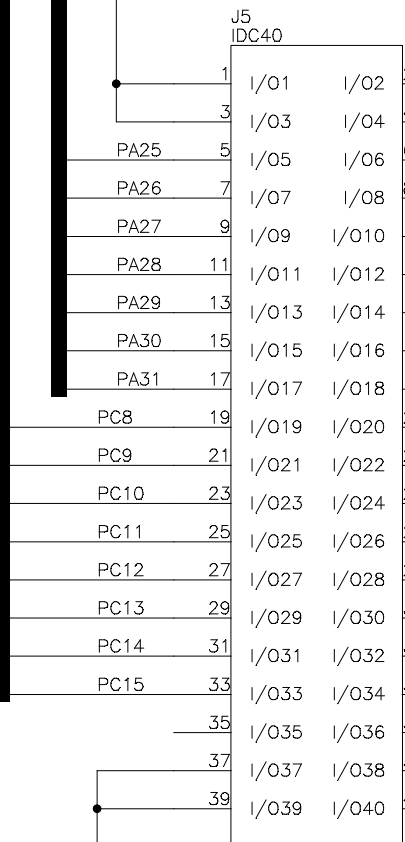 J5
IDC40
1 I/O1 I/O2
3 I/O3 I/O4
PA25 5 I/O5 I/O6
PA26 7 I/O7 I/O8
PA27 9 I/O9 I/O10
PA28 11 I/O11 I/O12
PA29 13 I/O13 I/O14
PA30 15 I/O15 I/O16
PA31 17 I/O17 I/O18
PC8 19 I/O19 I/O20
PC9 21 I/O21 I/O22
PC10 23 I/O23 I/O24
PC11 25 I/O25 I/O26
PC12 27 I/O27 I/O28
PC13 29 I/O29 I/O30
PC14 31 I/O31 I/O32
PC15 33 I/O33 I/O34
35 I/O35 I/O36
37 I/O37 I/O38
39 I/O39 I/O40